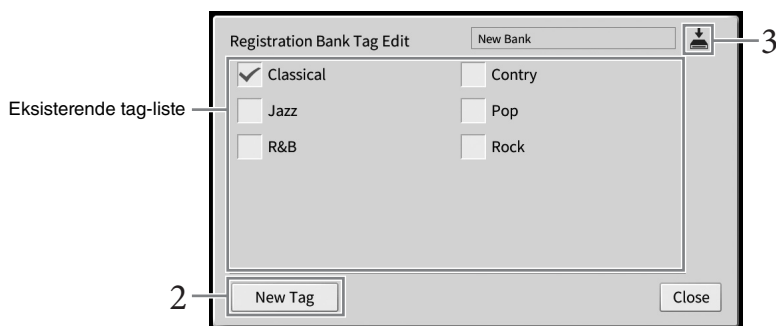 Registration Bank Tag Edit New Bank 3
Classical Contry
Eksisterende tag-liste Jazz Pop
R&B Rock
2 New Tag Close